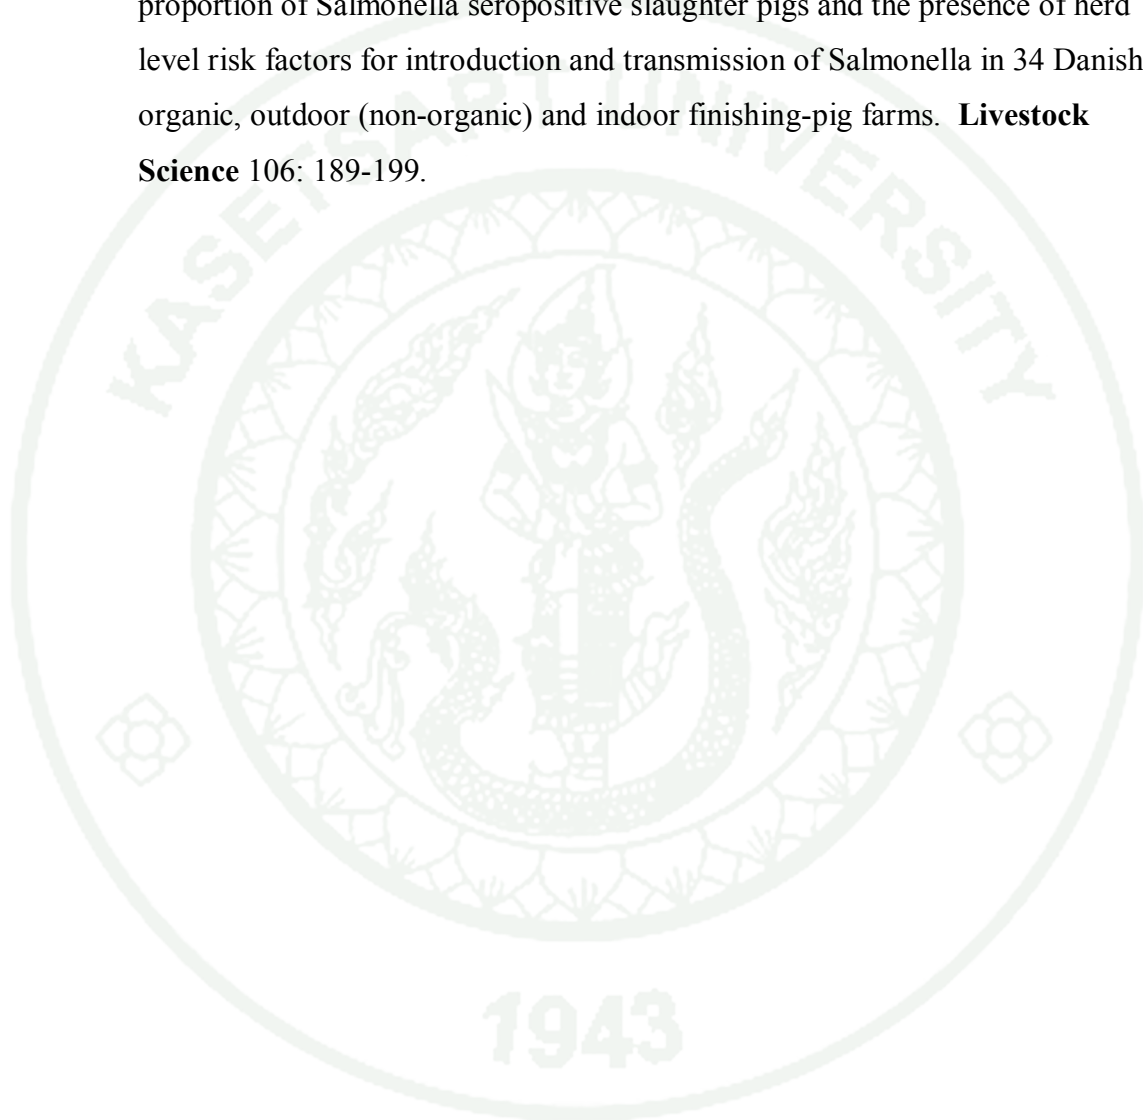 proportion of Salmonella seropositive slaughter pigs and the presence of herd
level risk factors for introduction and transmission of Salmonella in 34 Danish
organic, outdoor (non-organic) and indoor finishing-pig farms. Livestock
Science 106: 189-199.
KASETSART UNIVERSITY
1943